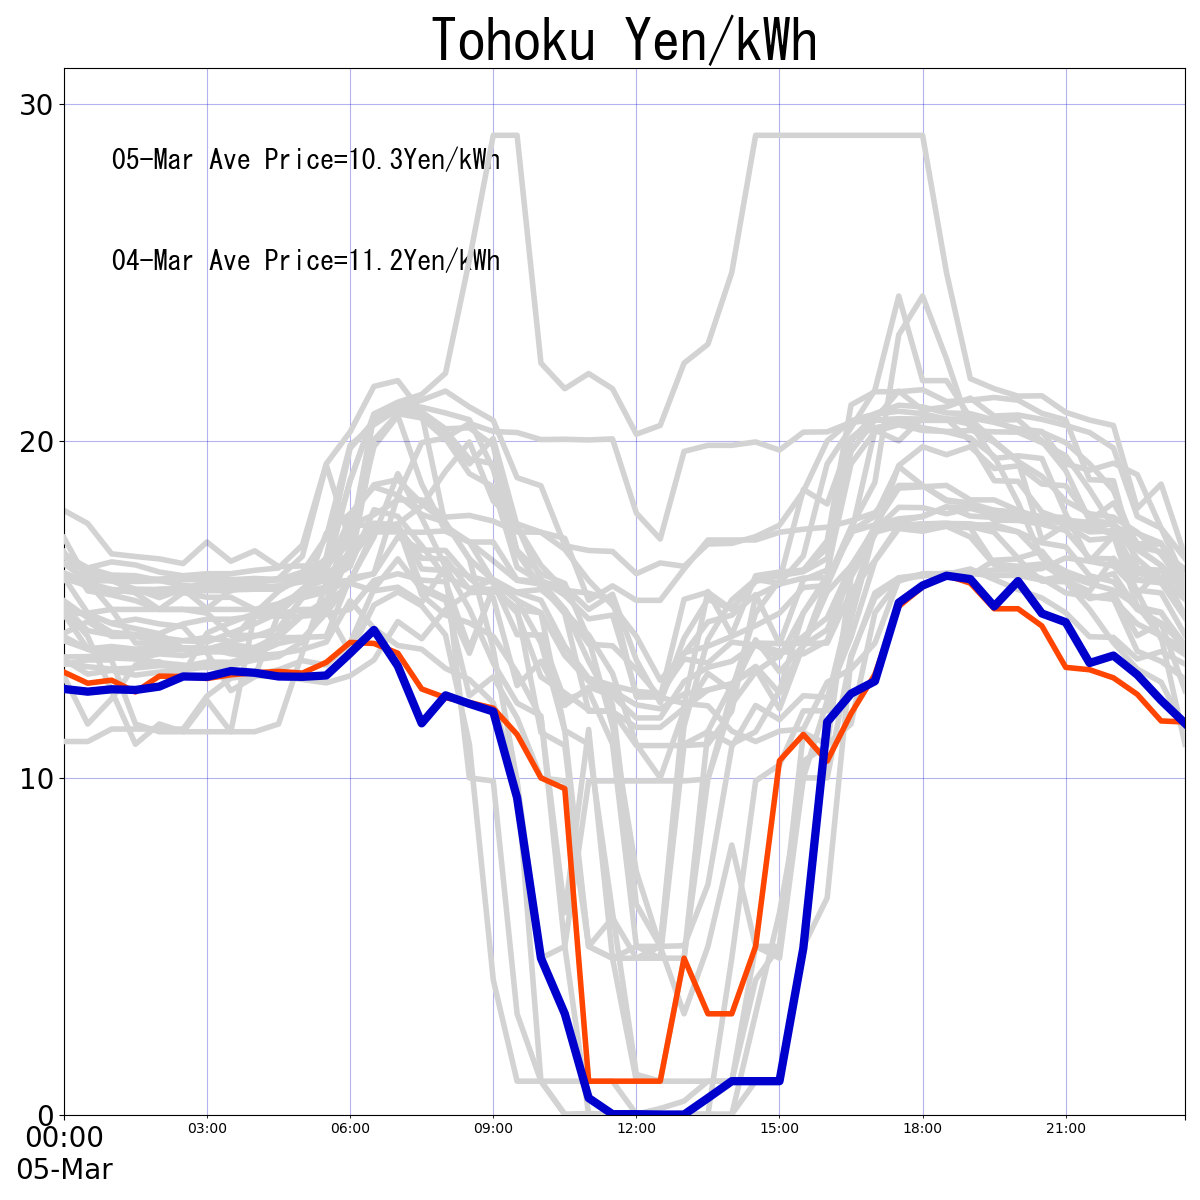 Tohoku Yen/kWh
30
05-Mar Ave Price=10.3Yen/kWh
04-Mar Ave Price=11.2Yen/kWh
20
10
0
00:00 03:00 06:00 09:00 12:00 15:00 18:00 21:00
05-Mar